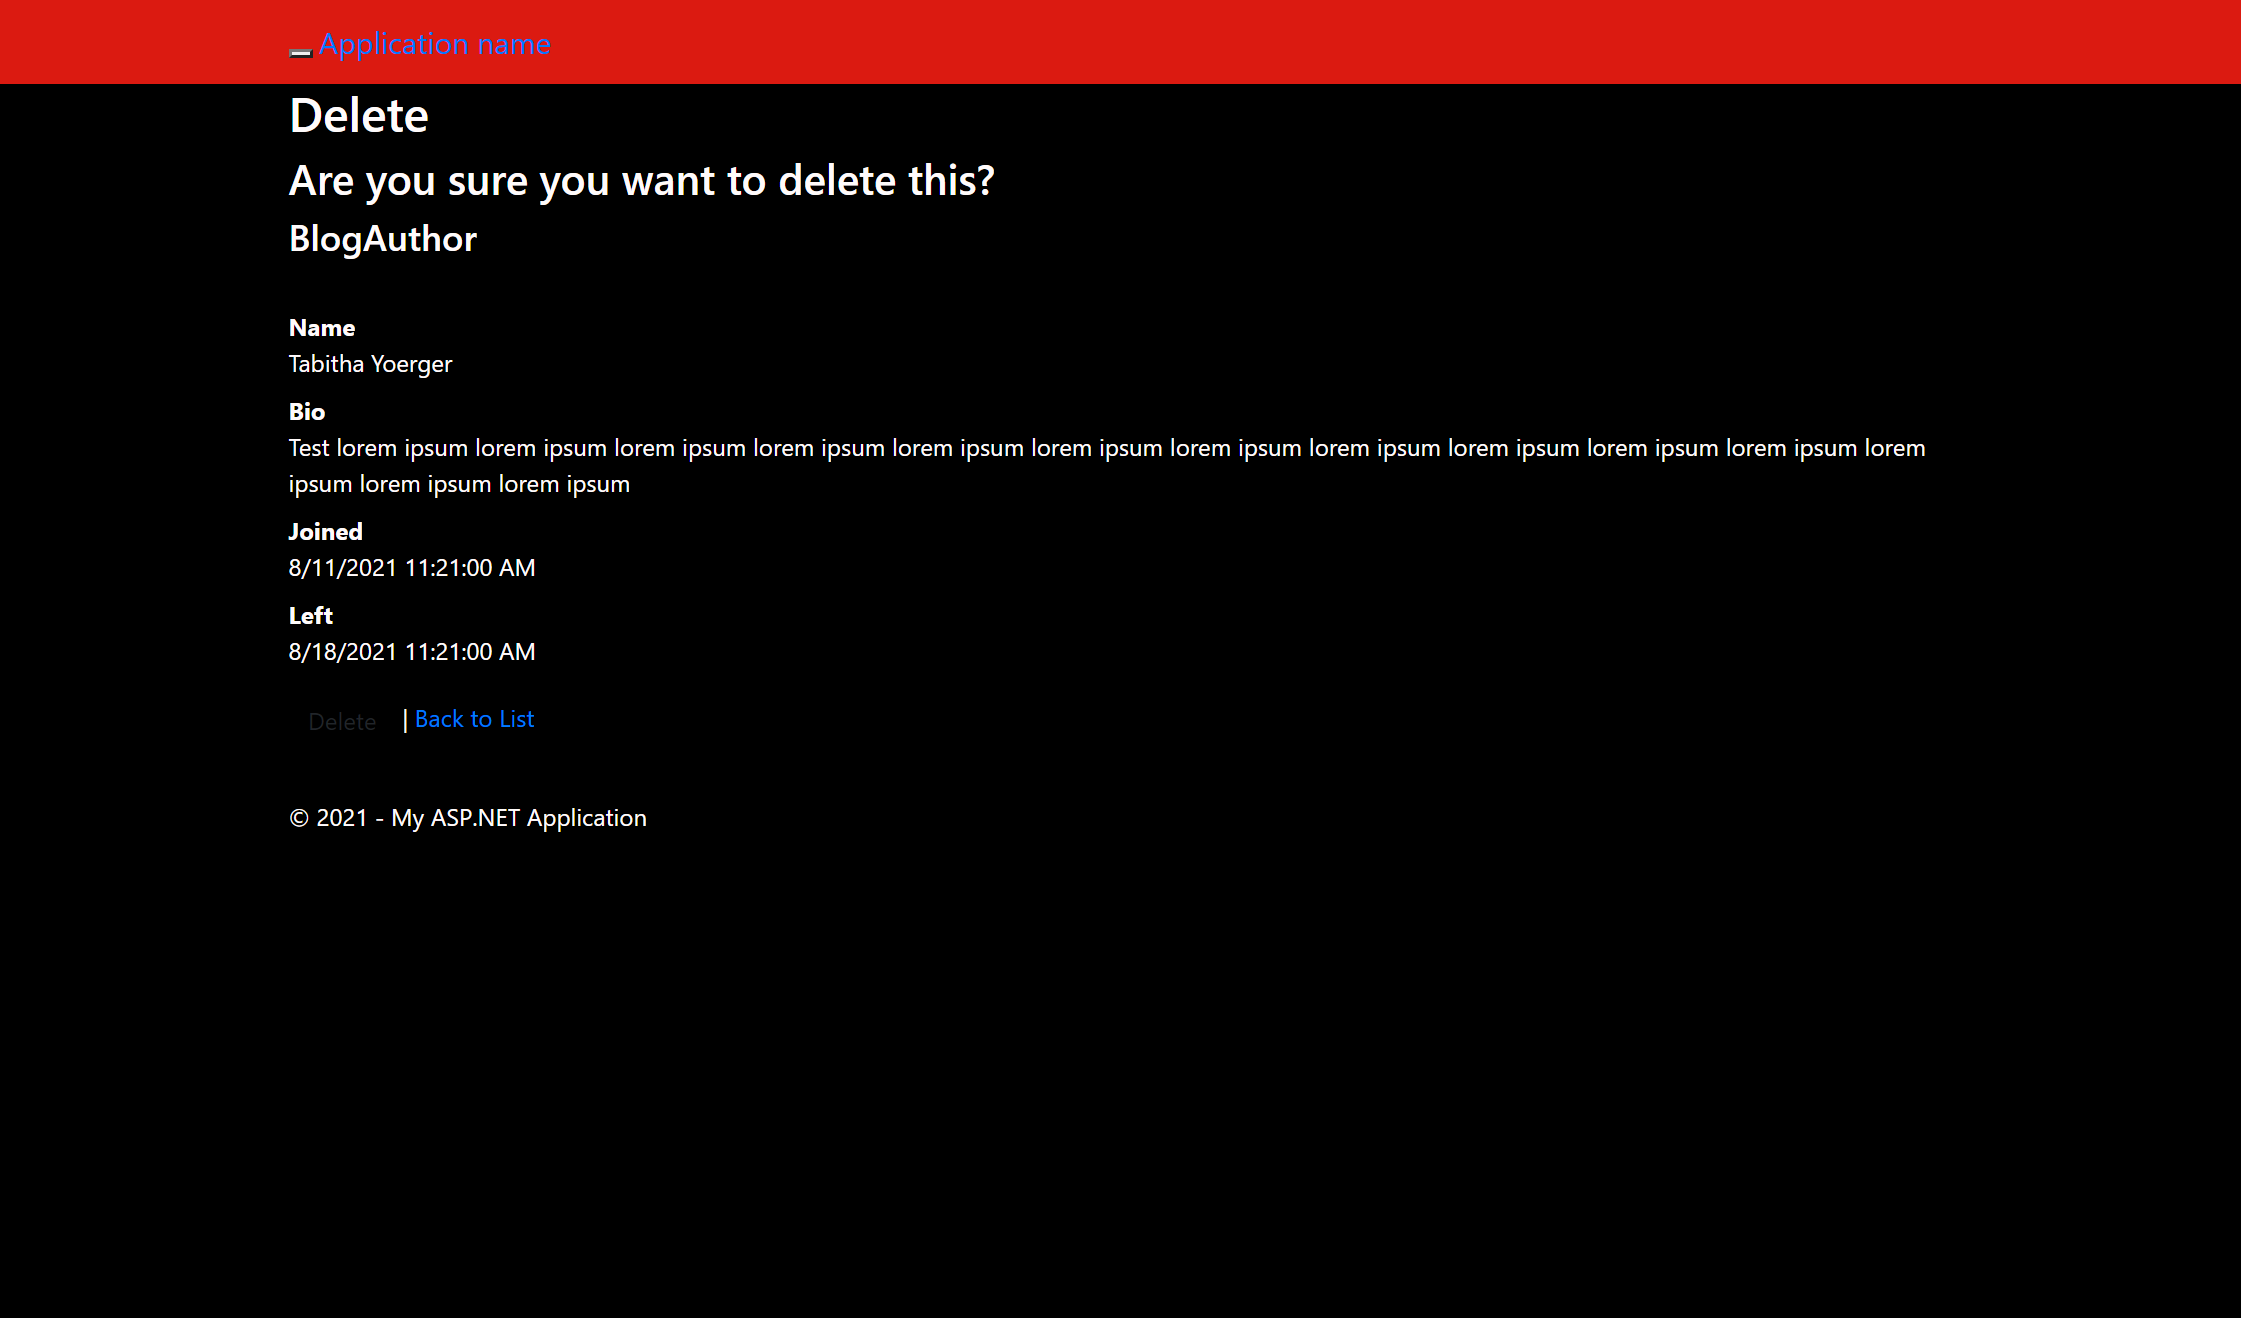 Application name
Delete
Are you sure you want to delete this?
BlogAuthor
Name
Tabitha Yoerger
Bio
Test lorem ipsum lorem ipsum lorem ipsum lorem ipsum lorem ipsum lorem ipsum lorem ipsum lorem ipsum lorem ipsum lorem ipsum lorem ipsum lorem
ipsum lorem ipsum lorem ipsum
Joined
8/11/2021 11:21:00 AM
Left
8/18/2021 11:21:00 AM
Delete | Back to List
© 2021 - My ASP.NET Application